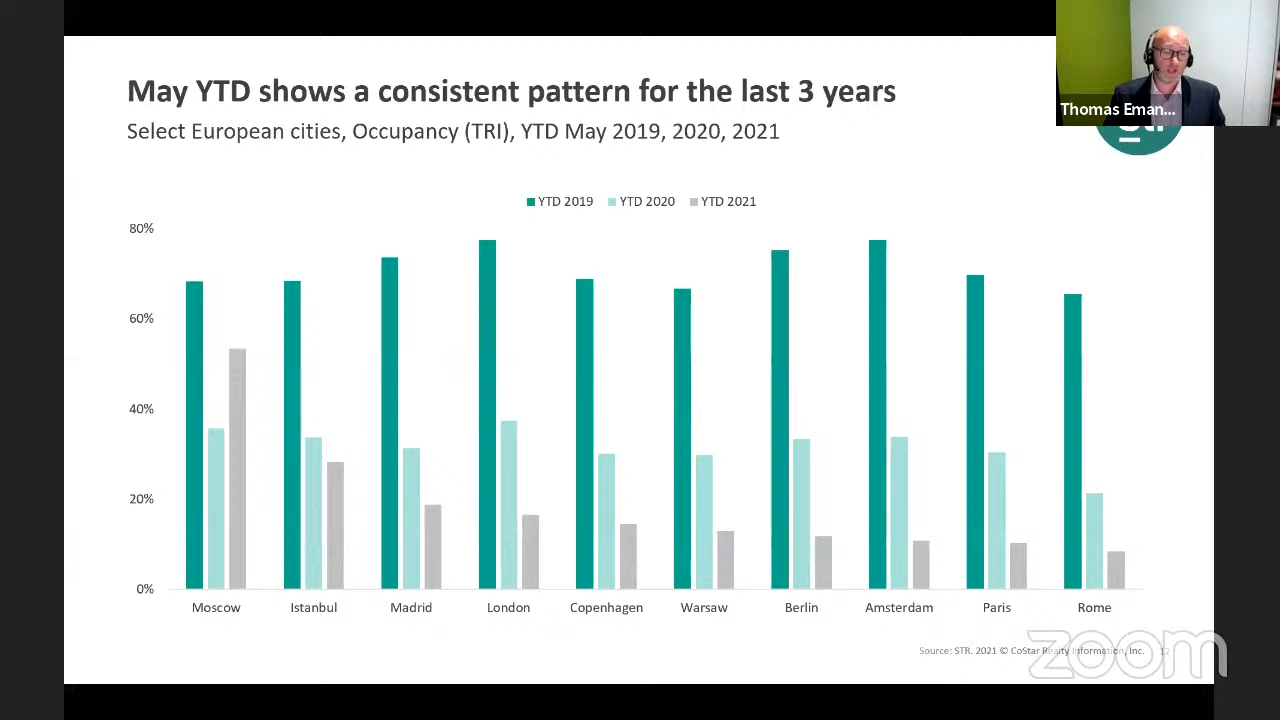 May YTD shows a consistent pattern for the last 3 years
Select European cities, Occupancy (TRI), YTD May 2019, 2020, 2021
Thomas Eman...
YTD 2019 YTD 2020 YTD 2021
80%
60%
40%
20%
0%
Moscow Istanbul Madrid London Copenhagen Warsaw Berlin Amsterdam Paris Rome
Source: STR. 2021 © CoStar Realty Information, Inc. 12
zoom